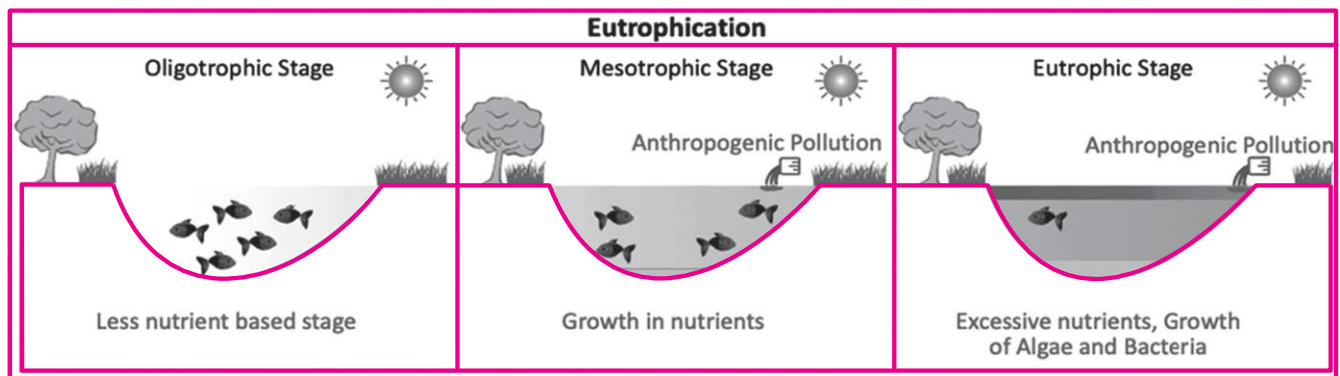 Eutrophication
Oligotrophic Stage
Mesotrophic Stage
Eutrophic Stage
Anthropogenic Pollution
Anthropogenic Pollution
Less nutrient based stage
Growth in nutrients
Excessive nutrients, Growth
of Algae and Bacteria